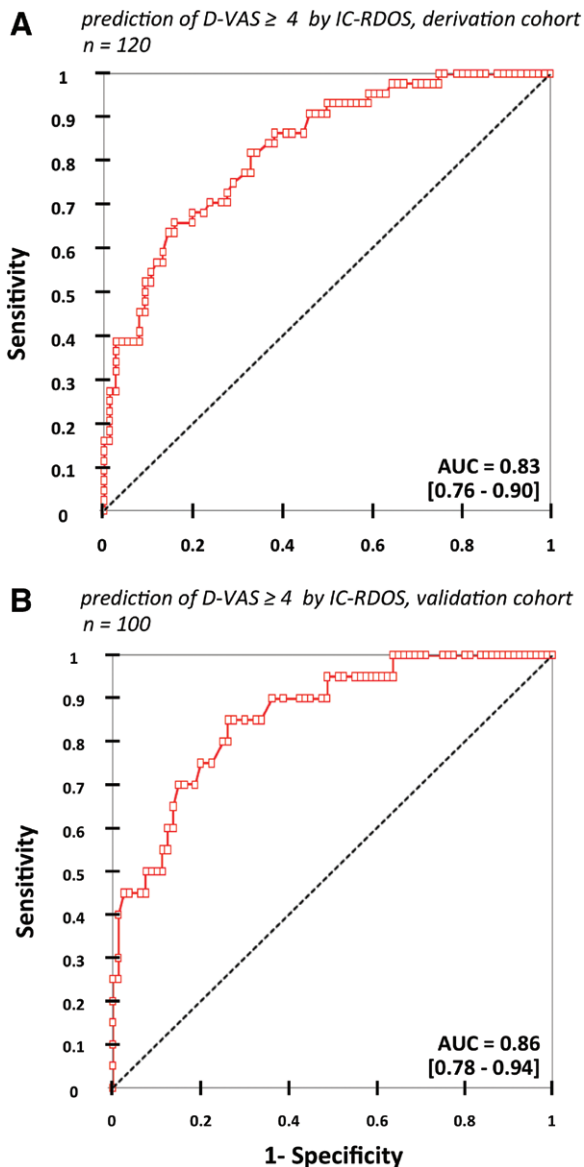 A
prediction of D-VAS ≥ 4 by IC-RDOS, derivation cohort
n = 120
1
0.9
0.8
0.7
0.6
0.5
0.4
0.3
0.2
0.1
0
Sensitivity
AUC = 0.83
[0.76 - 0.90]
0 0.2 0.4 0.6 0.8 1
B
prediction of D-VAS ≥ 4 by IC-RDOS, validation cohort
n = 100
1
0.9
0.8
0.7
0.6
0.5
0.4
0.3
0.2
0.1
0
Sensitivity
AUC = 0.86
[0.78 - 0.94]
0 0.2 0.4 0.6 0.8 1
1- Specificity